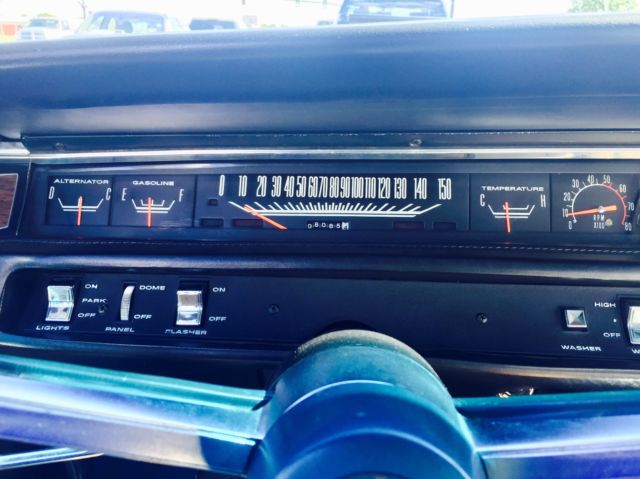 ALTERNATOR
D C
GASOLINE
E F
0 10 20 30 40 50 60 70 80 90 100 110 120 130 140 150
08085
TEMPERATURE
C H
0 10 20 30 40 50 60 70 80
RPM
X100
ON
PARK
OFF
LIGHTS
DOME
OFF
PANEL
ON
OFF
FLASHER
WASHER
HIGH
OFF
W